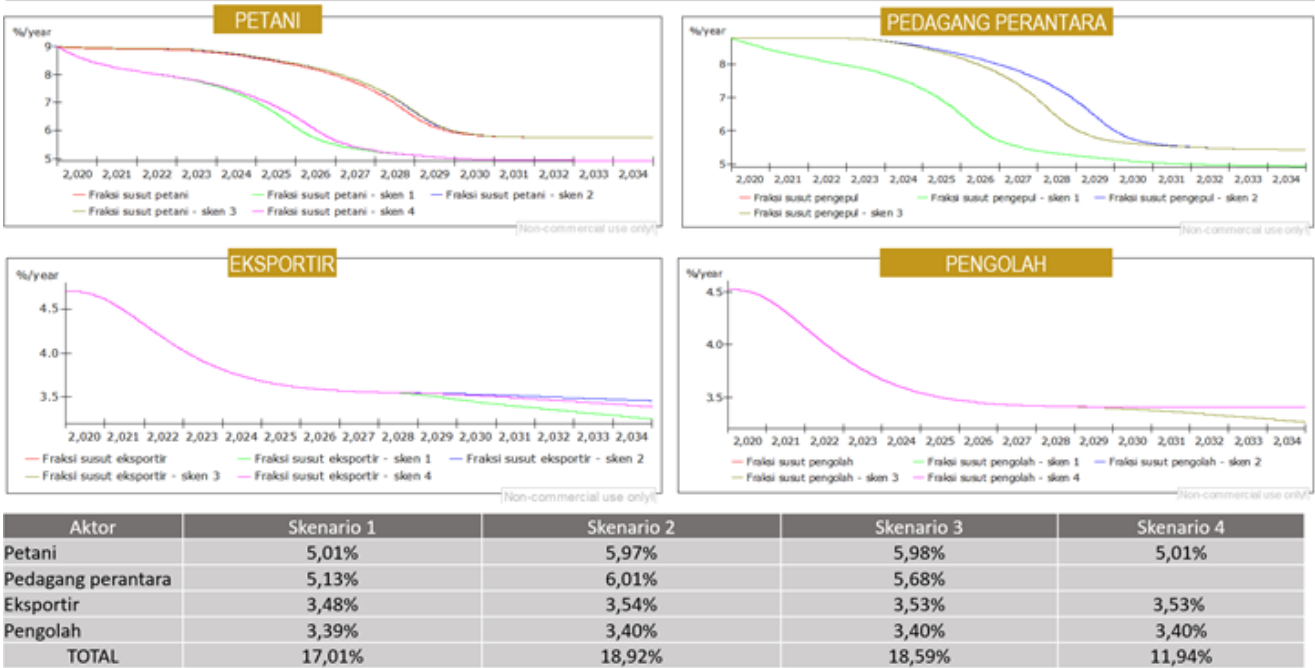 PETANI
%/year
9
8
7
6
5
2,020 2,021 2,022 2,023 2,024 2,025 2,026 2,027 2,028 2,029 2,030 2,031 2,032 2,033 2,034
Fraksi susut petani Fraksi susut petani - sken 1 Fraksi susut petani - sken 2
Fraksi susut petani - sken 3 Fraksi susut petani - sken 4
Non-commercial use only!
PEDAGANG PERANTARA
%/year
8
7
6
5
2,020 2,021 2,022 2,023 2,024 2,025 2,026 2,027 2,028 2,029 2,030 2,031 2,032 2,033 2,034
Fraksi susut pengepul Fraksi susut pengepul - sken 1 Fraksi susut pengepul - sken 2
Fraksi susut pengepul - sken 3
Non-commercial use only!
EKSPORTIR
%/year
4.5
4.0
3.5
2,020 2,021 2,022 2,023 2,024 2,025 2,026 2,027 2,028 2,029 2,030 2,031 2,032 2,033 2,034
Fraksi susut eksportir Fraksi susut eksportir - sken 1 Fraksi susut eksportir - sken 2
Fraksi susut eksportir - sken 3 Fraksi susut eksportir - sken 4
Non-commercial use only!
PENGOLAH
%/year
4.5
4.0
3.5
2,020 2,021 2,022 2,023 2,024 2,025 2,026 2,027 2,028 2,029 2,030 2,031 2,032 2,033 2,034
Fraksi susut pengolah Fraksi susut pengolah - sken 1 Fraksi susut pengolah - sken 2
Fraksi susut pengolah - sken 3 Fraksi susut pengolah - sken 4
Non-commercial use only!
Aktor Skenario 1 Skenario 2 Skenario 3 Skenario 4
Petani 5,01% 5,97% 5,98% 5,01%
Pedagang perantara 5,13% 6,01% 5,68%
Eksportir 3,48% 3,54% 3,53% 3,53%
Pengolah 3,39% 3,40% 3,40% 3,40%
TOTAL 17,01% 18,92% 18,59% 11,94%